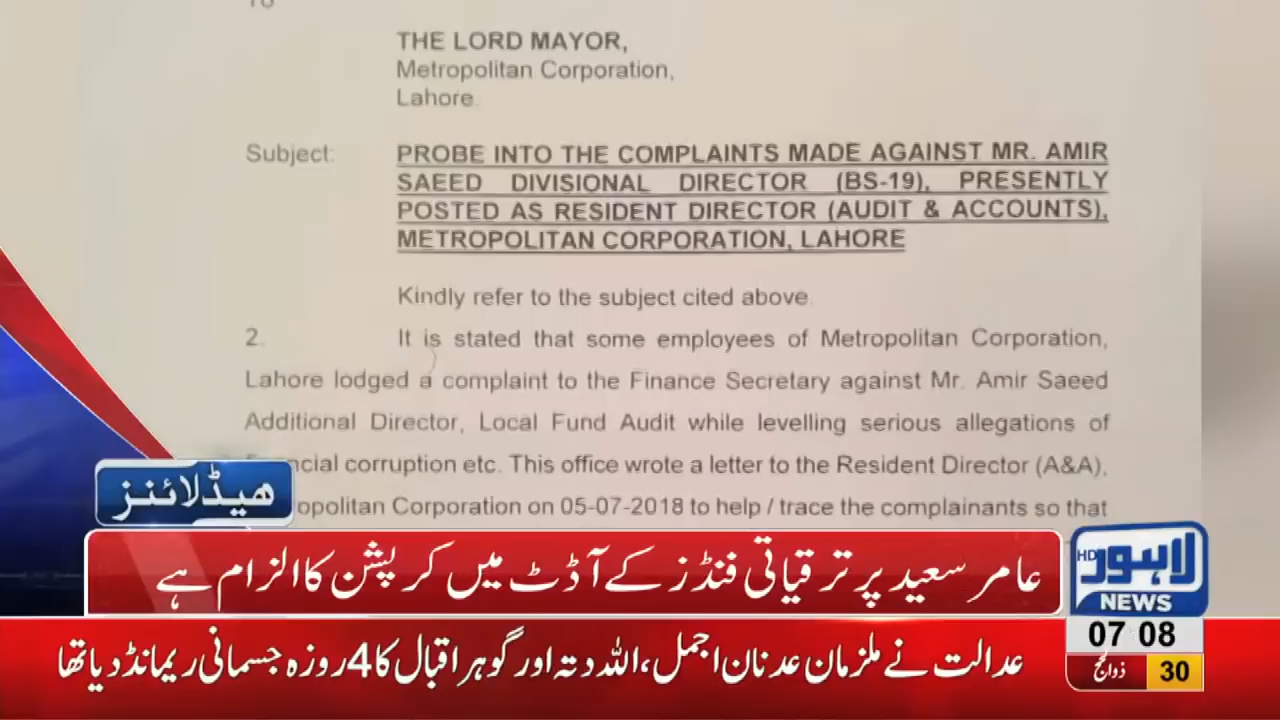 To
THE LORD MAYOR,
Metropolitan Corporation,
Lahore.
Subject: PROBE INTO THE COMPLAINTS MADE AGAINST MR. AMIR
SAEED DIVISIONAL DIRECTOR (BS-19), PRESENTLY
POSTED AS RESIDENT DIRECTOR (AUDIT & ACCOUNTS),
METROPOLITAN CORPORATION, LAHORE
Kindly refer to the subject cited above.
2. It is stated that some employees of Metropolitan Corporation,
Lahore lodged a complaint to the Finance Secretary against Mr. Amir Saeed
Additional Director, Local Fund Audit while levelling serious allegations of
cial corruption etc. This office wrote a letter to the Resident Director (A&A),
opolitan Corporation on 05-07-2018 to help / trace the complainants so that
ھیڈلائنز
عامر سعید پر ترقیاتی فنڈز کے آڈٹ میں کرپشن کا الزام ہے
لاہور HD
NEWS
07 08
عدالت نے ملزمان عدنان اجمل، اللہ دتہ اور گوہر اقبال کا 4 روزہ جسمانی ریمانڈ دیا تھا
ذوالحج 30